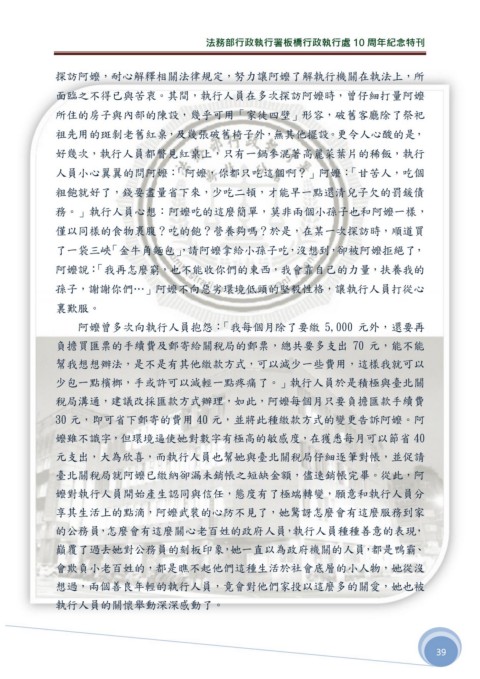 法務部行政執行署板橋行政執行處 10 周年紀念特刊
探訪阿嬤，耐心解釋相關法律規定，努力讓阿嬤了解執行機關在執法上，所
面臨之不得已與苦衷。其間，執行人員在多次探訪阿嬤時，曾仔細打量阿嬤
所住的房子與內部的陳設，幾乎可用「家徒四壁」形容，破舊客廳除了祭祀
祖先用的斑剝老舊紅桌，及幾張破舊椅子外，無其他擺設。更令人心酸的是，
好幾次，執行人員都瞥見紅桌上，只有一鍋參混著高麗菜葉片的稀飯，執行
人員小心翼翼的問阿嬤：「阿嬤，你都只吃這個啊？」阿嬤：「甘苦人，吃個
粗飽就好了，錢要盡量省下來，少吃二頓，才能早一點還清兒子欠的罰鍰債
務。」執行人員心想：阿嬤吃的這麼簡單，莫非兩個小孫子也和阿嬤一樣，
僅以同樣的食物裹腹？吃的飽？營養夠嗎？於是，在某一次探訪時，順道買
了一袋三峽「金牛角麵包」，請阿嬤拿給小孫子吃，沒想到，卻被阿嬤拒絕了，
阿嬤說：「我再怎麼窮，也不能收你們的東西，我會靠自己的力量，扶養我的
孫子，謝謝你們…」阿嬤不向惡劣環境低頭的堅毅性格，讓執行人員打從心
裏歎服。
阿嬤曾多次向執行人員抱怨：「我每個月除了要繳 5,000 元外，還要再
負擔買匯票的手續費及郵寄給關稅局的郵票，總共要多支出 70 元，能不能
幫我想想辦法，是不是有其他繳款方式，可以減少一些費用，這樣我就可以
少包一點檳榔，手或許可以減輕一點疼痛了。」執行人員於是積極與臺北關
稅局溝通，建議改採匯款方式辦理，如此，阿嬤每個月只要負擔匯款手續費
30 元，即可省下郵寄的費用 40 元，並將此種繳款方式的變更告訴阿嬤。阿
嬤雖不識字，但環境逼使她對數字有極高的敏感度，在獲悉每月可以節省 40
元支出，大為欣喜，而執行人員也幫她與臺北關稅局仔細逐筆對帳，並促請
臺北關稅局就阿嬤已繳納卻漏未銷帳之短缺金額，儘速銷帳完畢。從此，阿
嬤對執行人員開始產生認同與信任，態度有了極端轉變，願意和執行人員分
享其生活上的點滴，阿嬤武裝的心防不見了，她驚訝怎麼會有這麼服務到家
的公務員，怎麼會有這麼關心老百姓的政府人員，執行人員種種善意的表現，
顛覆了過去她對公務員的刻板印象，她一直以為政府機關的人員，都是鴨霸、
會欺負小老百姓的，都是瞧不起他們這種生活於社會底層的小人物，她從沒
想過，兩個善良年輕的執行人員，竟會對他們家投以這麼多的關愛，她也被
執行人員的關懷舉動深深感動了。
39